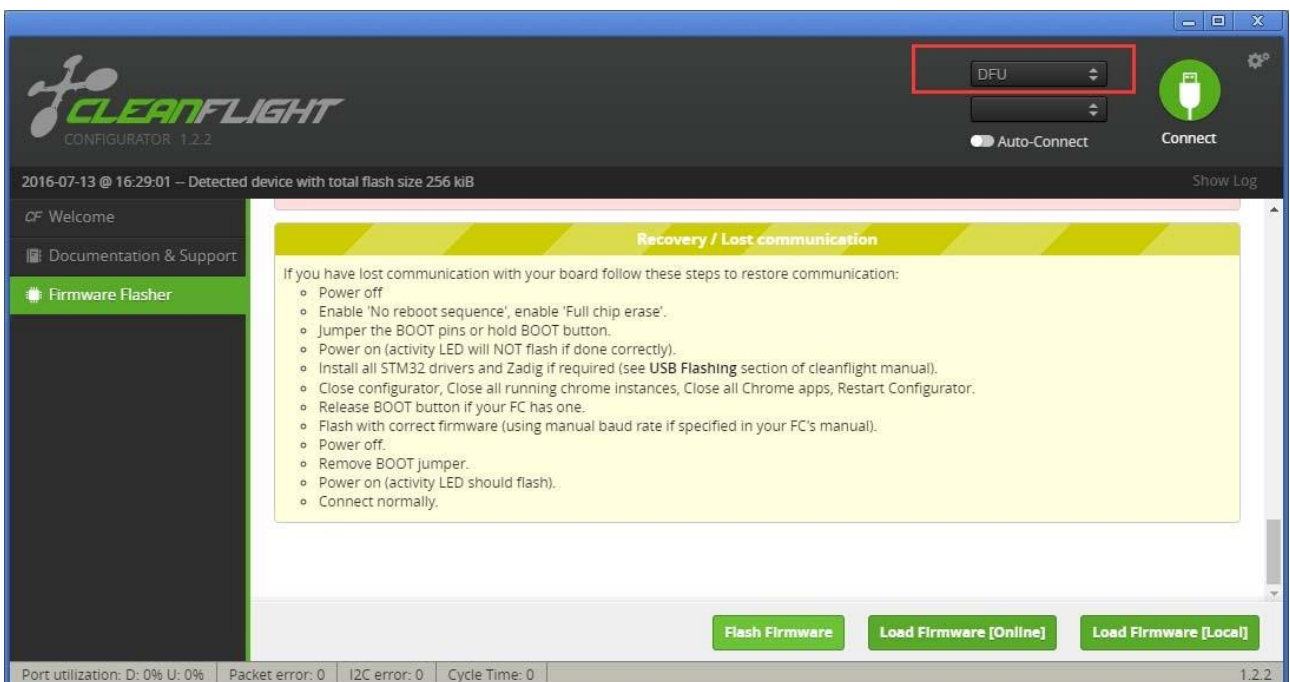 DFU
CLEANFLIGHT
CONFIGURATOR 1.2.2
Auto-Connect
Connect
2016-07-13 @ 16:29:01 -- Detected device with total flash size 256 kiB
Show Log
CF Welcome
Documentation & Support
Firmware Flasher
Recovery / Lost communication
If you have lost communication with your board follow these steps to restore communication:
Power off
Enable 'No reboot sequence', enable 'Full chip erase'.
Jumper the BOOT pins or hold BOOT button.
Power on (activity LED will NOT flash if done correctly).
Install all STM32 drivers and Zadig if required (see USB Flashing section of cleanflight manual).
Close configurator, Close all running chrome instances, Close all Chrome apps, Restart Configurator.
Release BOOT button if your FC has one.
Flash with correct firmware (using manual baud rate if specified in your FC's manual).
Power off.
Remove BOOT jumper.
Power on (activity LED should flash).
Connect normally.
Flash Firmware
Load Firmware [Online]
Load Firmware [Local]
Port utilization: D: 0% U: 0%
Packet error: 0
I2C error: 0
Cycle Time: 0
1.2.2